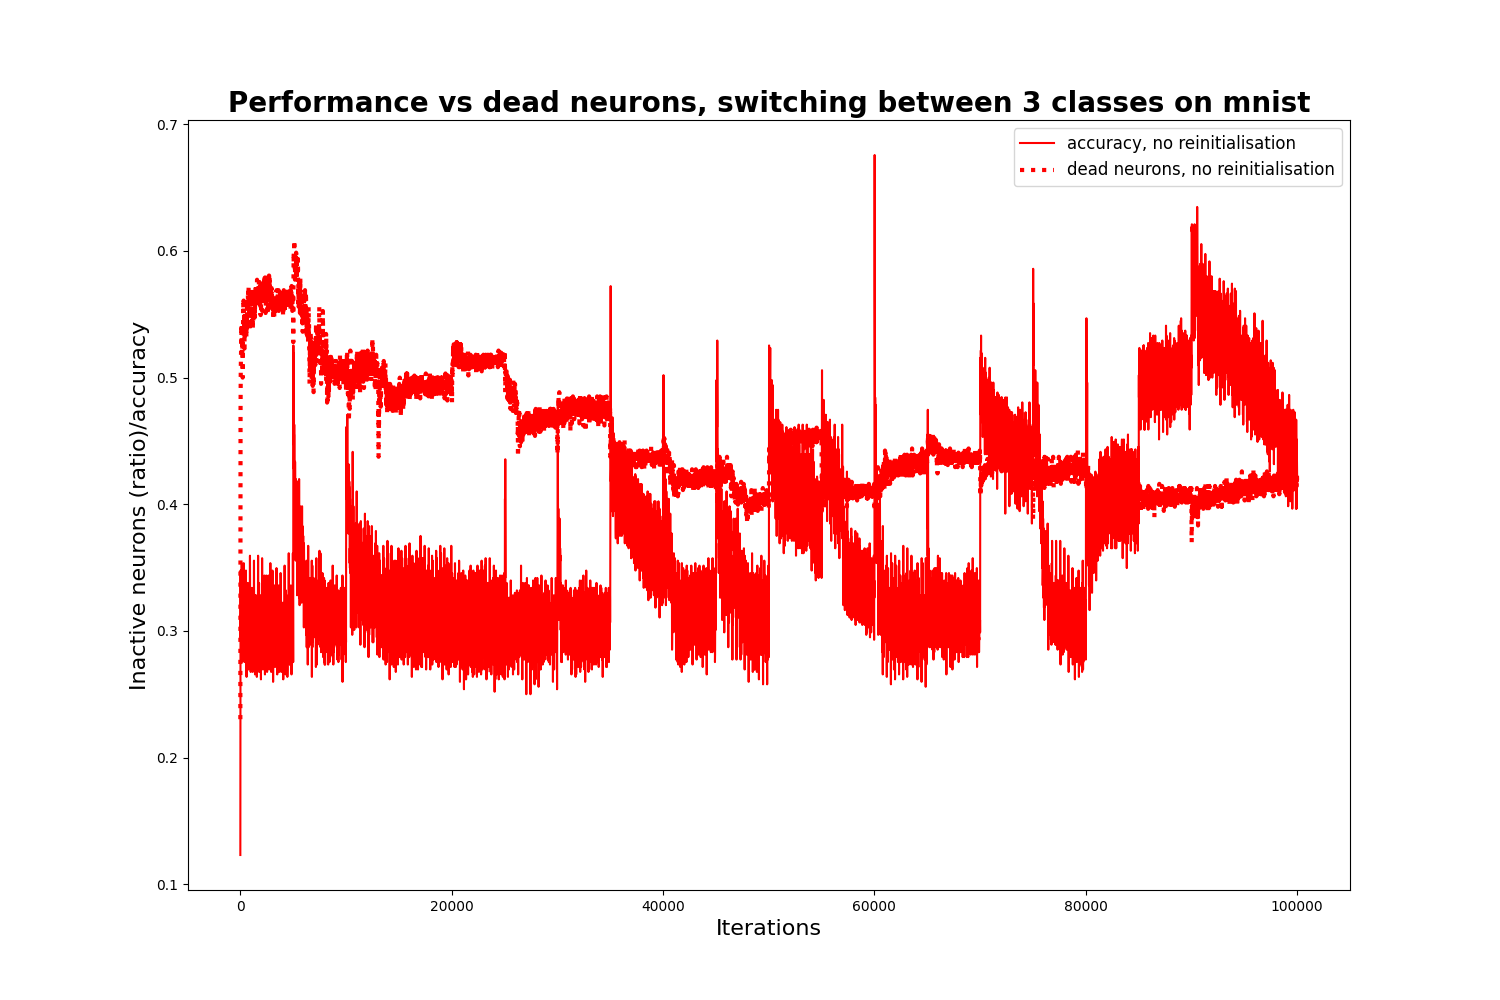 Performance vs dead neurons, switching between 3 classes on mnist
accuracy, no reinitialisation
dead neurons, no reinitialisation
Inactive neurons (ratio)/accuracy
0.7
0.6
0.5
0.4
0.3
0.2
0.1
0 20000 40000 60000 80000 100000
Iterations